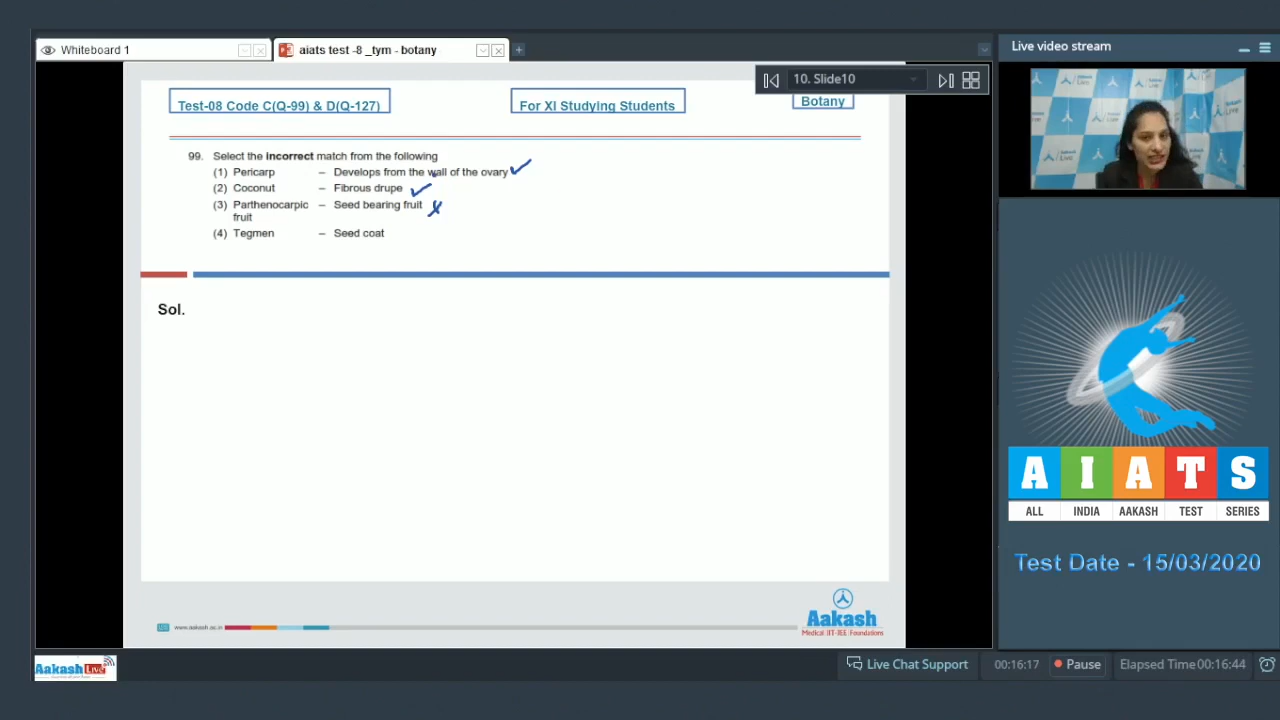 Whiteboard 1
aiats test -8 _tym - botany
Live video stream
10. Slide10
Test-08 Code C(Q-99) & D(Q-127)
For XI Studying Students
Botany
99. Select the incorrect match from the following
(1) Pericarp – Develops from the wall of the ovary
(2) Coconut – Fibrous drupe
(3) Parthenocarpic – Seed bearing fruit
fruit
(4) Tegmen – Seed coat
Sol.
A I A T S
ALL INDIA AAKASH TEST SERIES
Test Date - 15/03/2020
www.aakash.ac.in
Aakash
Medical | IIT-JEE | Foundations
Aakash Live
Live Chat Support
00:16:17
Pause
Elapsed Time 00:16:44